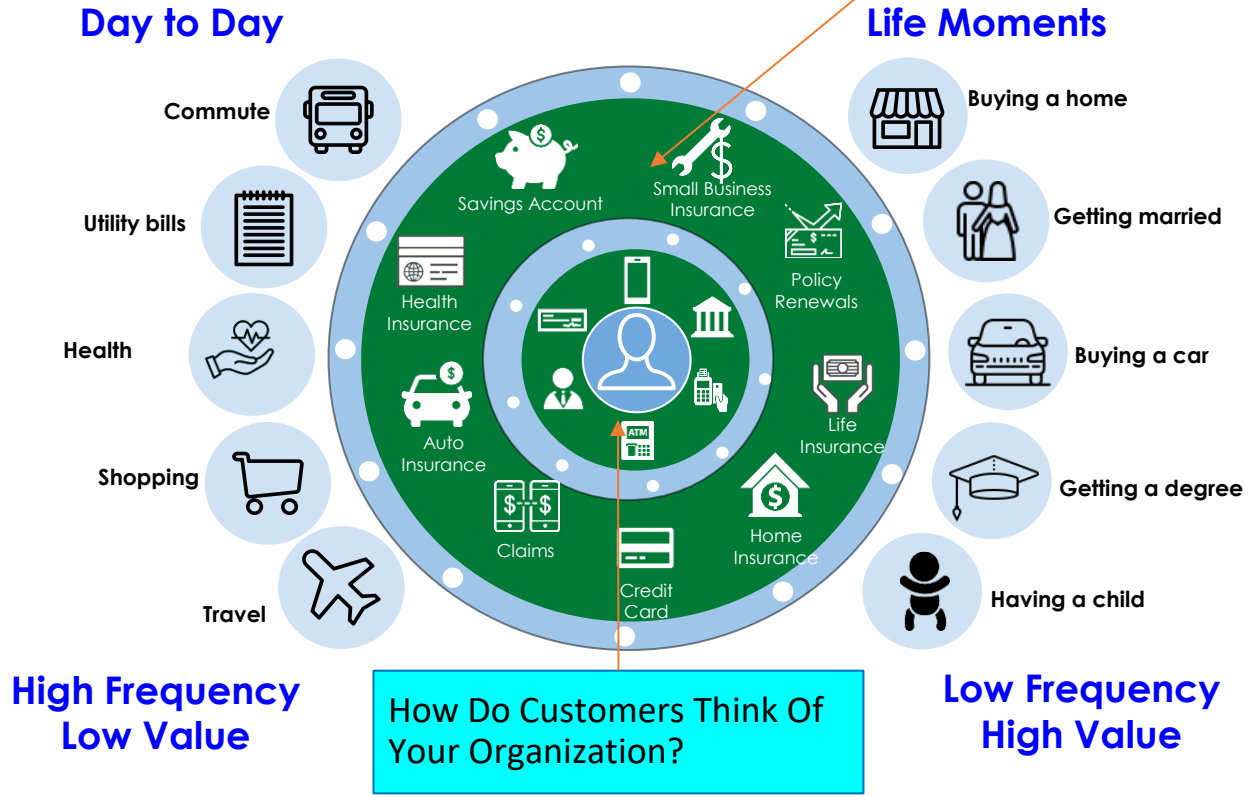 Day to Day
Life Moments
Commute
Utility bills
Health
Shopping
Travel
Buying a home
Getting married
Buying a car
Getting a degree
Having a child
$
Savings Account
$
Small Business
Insurance
$
Policy
Renewals
Health
Insurance
$
Auto
Insurance
Life
Insurance
ATM
$ $
Claims
$
Home
Insurance
Credit
Card
High Frequency
Low Value
How Do Customers Think Of
Your Organization?
Low Frequency
High Value